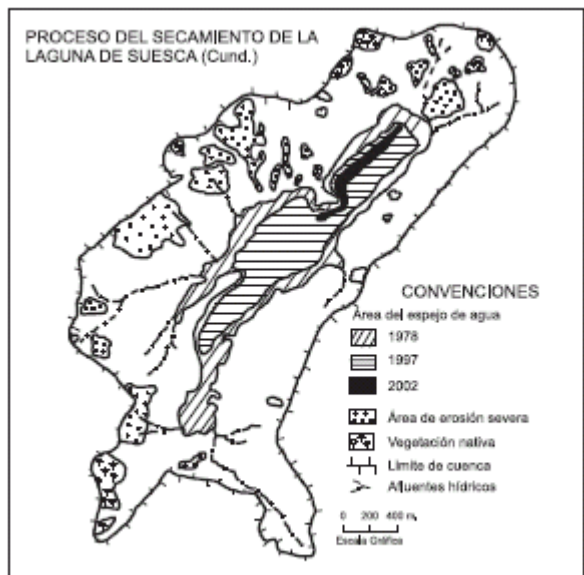 PROCESO DEL SECAMIENTO DE LA
LAGUNA DE SUESCA (Cund.)
CONVENCIONES
Área del espejo de agua
1978
1997
2002
Área de erosión severa
Vegetación nativa
Límite de cuenca
Afluentes hídricos
0 200 400 m,
Escala Gráfica